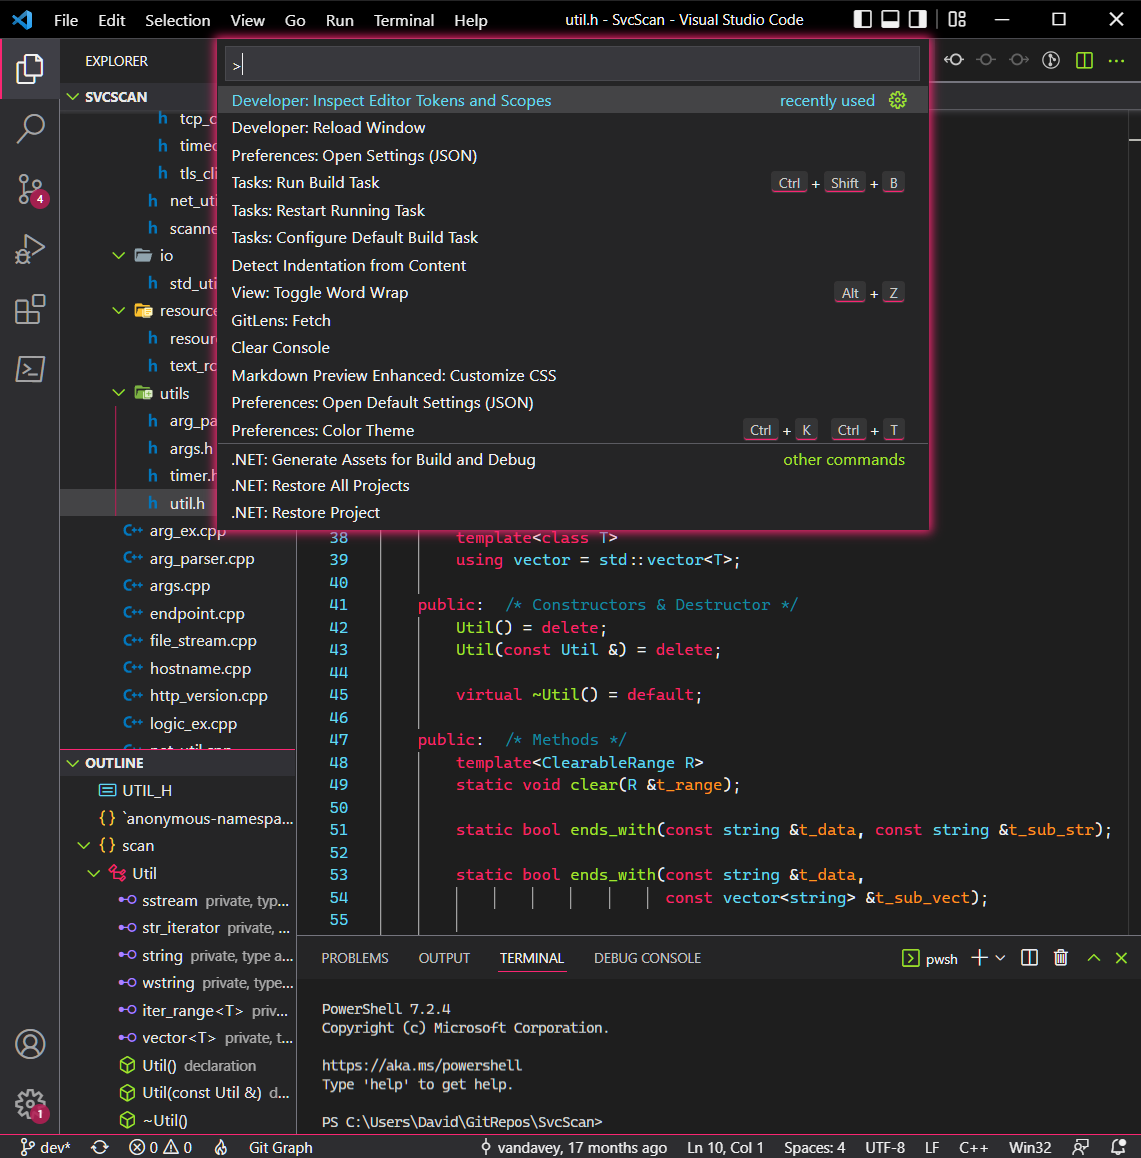 File Edit Selection View Go Run Terminal Help util.h - SvcScan - Visual Studio Code
EXPLORER
SVCSCAN
tcp_c
timec
tls_cli
net_uti
scanne
io
std_uti
resource
resour
text_rc
utils
arg_pa
args.h
timer.h
util.h
arg_ex.cpp
arg_parser.cpp
args.cpp
endpoint.cpp
file_stream.cpp
hostname.cpp
http_version.cpp
logic_ex.cpp
net_util.cpp
4
>
Developer: Inspect Editor Tokens and Scopes recently used
Developer: Reload Window
Preferences: Open Settings (JSON)
Tasks: Run Build Task Ctrl + Shift + B
Tasks: Restart Running Task
Tasks: Configure Default Build Task
Detect Indentation from Content
View: Toggle Word Wrap Alt + Z
GitLens: Fetch
Clear Console
Markdown Preview Enhanced: Customize CSS
Preferences: Open Default Settings (JSON)
Preferences: Color Theme Ctrl + K Ctrl + T
.NET: Generate Assets for Build and Debug other commands
.NET: Restore All Projects
.NET: Restore Project
38 template<class T>
39 using vector = std::vector<T>;
40
41 public: /* Constructors & Destructor */
42 Util() = delete;
43 Util(const Util &) = delete;
44
45 virtual ~Util() = default;
46
47 public: /* Methods */
48 template<ClearableRange R>
49 static void clear(R &t_range);
50
51 static bool ends_with(const string &t_data, const string &t_sub_str);
52
53 static bool ends_with(const string &t_data,
54 const vector<string> &t_sub_vect);
55
OUTLINE
UTIL_H
{} `anonymous-namespa...
{} scan
Util
sstream private, typ...
str_iterator private, ...
string private, type a...
wstring private, type...
iter_range<T> priv...
vector<T> private, t...
Util() declaration
Util(const Util &) d...
~Util()
1
PROBLEMS OUTPUT TERMINAL DEBUG CONSOLE pwsh
PowerShell 7.2.4
Copyright (c) Microsoft Corporation.
https://aka.ms/powershell
Type 'help' to get help.
PS C:\Users\David\GitRepos\SvcScan>
dev* 0 0 Git Graph vandavey, 17 months ago Ln 10, Col 1 Spaces: 4 UTF-8 LF C++ Win32